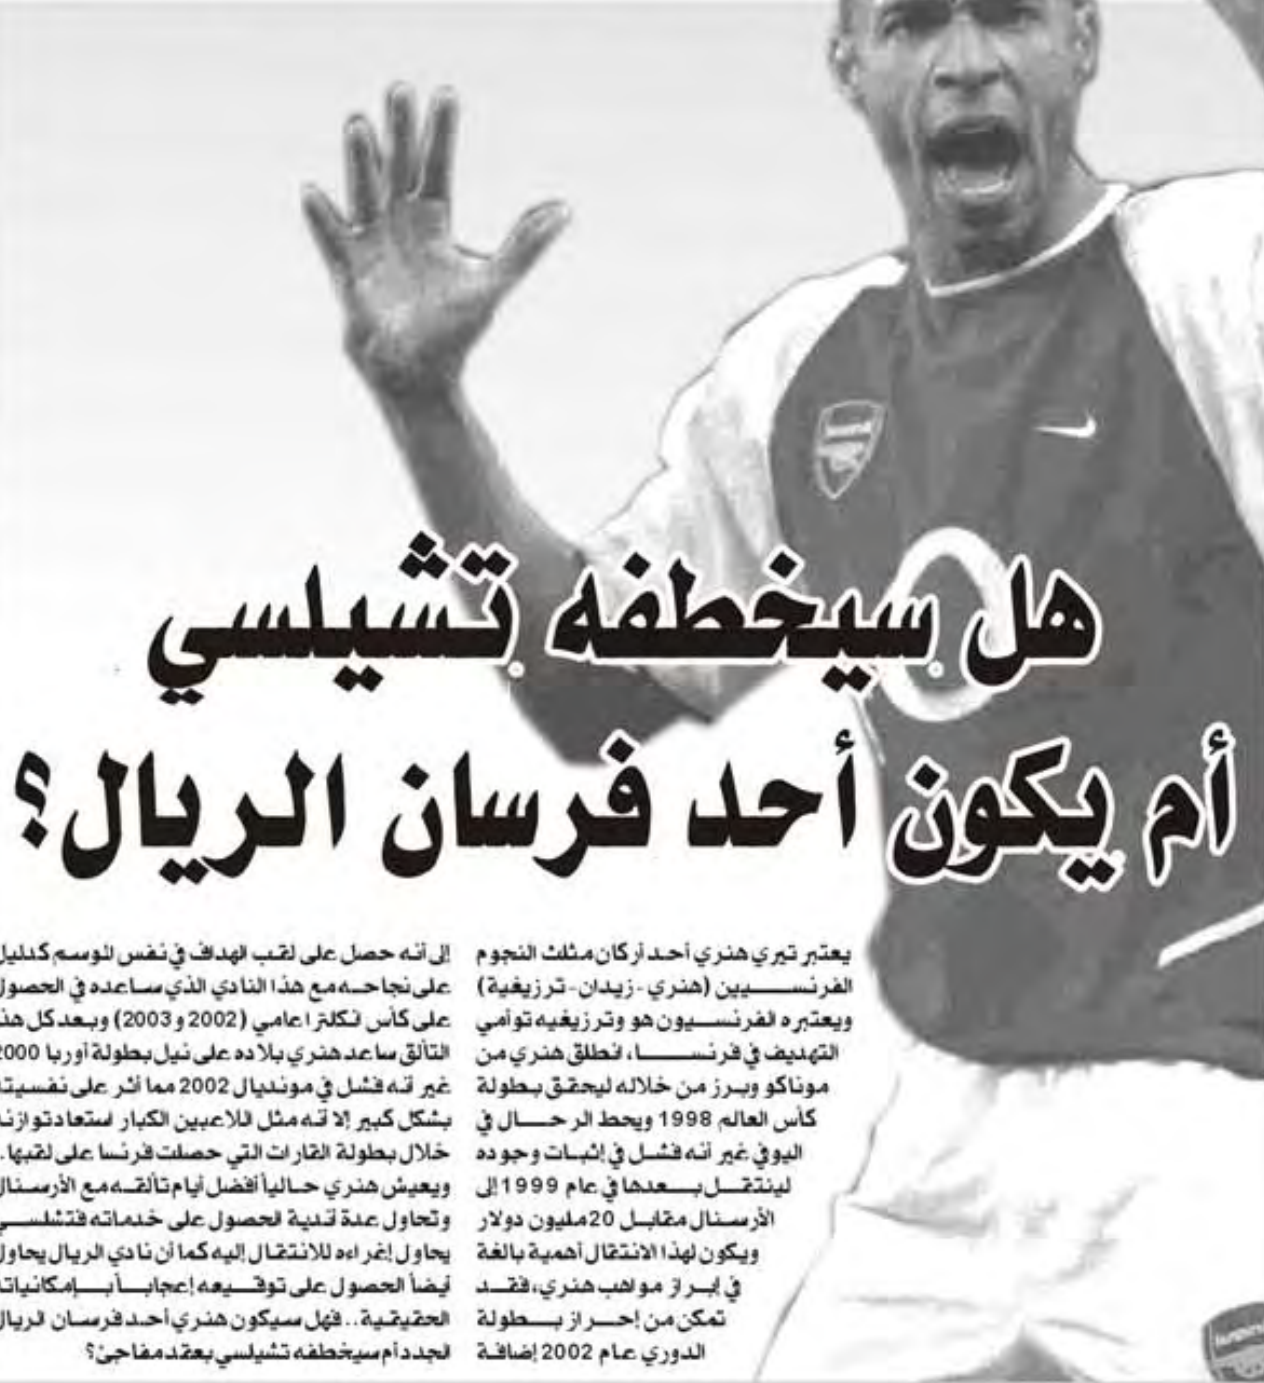 هل سيخطفه تشيلسي
أم يكون أحد فرسان الريال؟
يعتبر تيري هنري أحد أركان مثلث النجوم
الفرنسيين (هنري - زيدان - ترزيغية)
ويعتبره الفرنسيون هو وترزيغيه توأمي
التهديف في فرنسا، انطلق هنري من
موناكو وبرز من خلاله ليحقق بطولة
كأس العالم 1998 ويحط الرحال في
اليوفي غير أنه فشل في إثبات وجوده
لينتقل بعدها في عام 1999 إلى
الأرسنال مقابل 20 مليون دولار
ويكون لهذا الانتقال أهمية بالغة
في إبراز مواهب هنري، فقد
تمكن من إحراز بطولة
الدوري عام 2002 إضافة
إلى أنه حصل على لقب الهداف في نفس الموسم كدليل
على نجاحه مع هذا النادي الذي ساعده في الحصول
على كأس انكلترا عامي (2002 و 2003) وبعد كل هذ
التألق ساعد هنري بلاده على نيل بطولة أوربا 2000
غير أنه فشل في مونديال 2002 مما أثر على نفسيته
بشكل كبير إلا أنه مثل اللاعبين الكبار استعاد توازنه
خلال بطولة القارات التي حصلت فرنسا على لقبها.
ويعيش هنري حالياً أفضل أيام تألقه مع الأرسنال
وتحاول عدة أندية الحصول على خدماته فتشلسي
يحاول إغراءه للانتقال إليه كما أن نادي الريال يحاول
أيضاً الحصول على توقيعه إعجاباً بإمكانياته
الحقيقية.. فهل سيكون هنري أحد فرسان الريال
الجدد أم سيخطفه تشيلسي بعقد مفاجئ؟